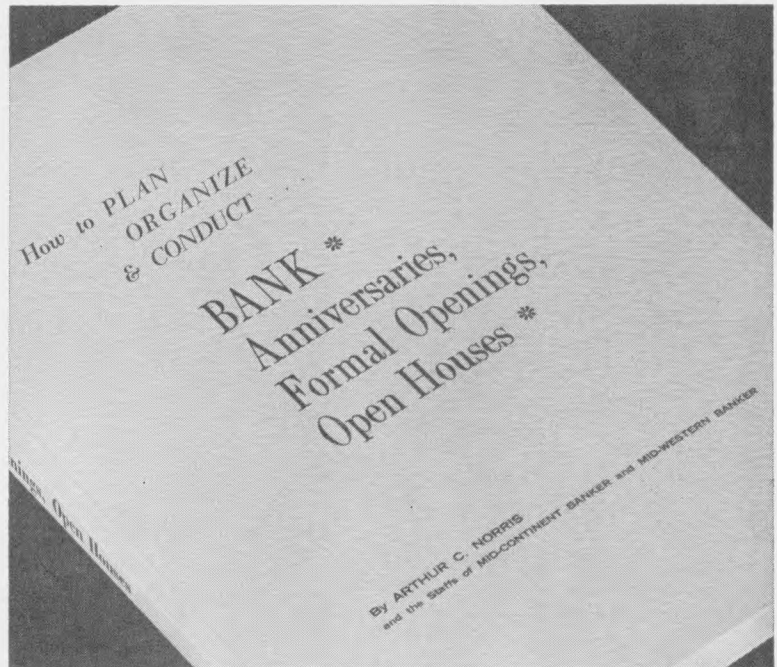 How to PLAN
ORGANIZE
& CONDUCT . . . .
BANK *
Anniversaries,
Formal Openings,
Open Houses *
By ARTHUR C. NORRIS
and the Staffs of MID-CONTINENT BANKER and MID-WESTERN BANKER
Open Houses